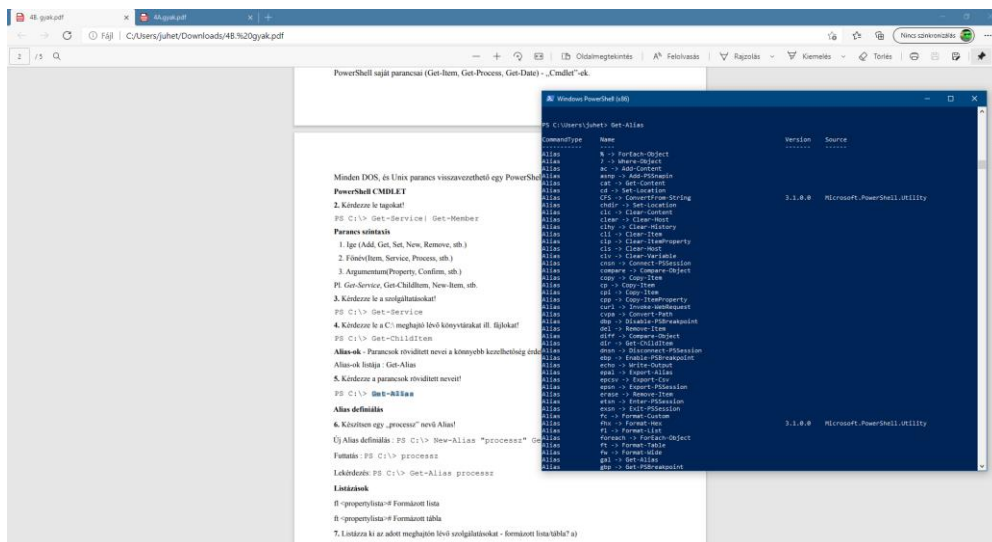 4B. gyak.pdf
4A.gyak.pdf
Fájl
C:/Users/juhet/Downloads/4B.%20gyak.pdf
Nincs szinkronizálás
2 /5
Oldalmegtekintés
Felolvasás
Rajzolás
Kiemelés
Törlés
PowerShell saját parancsai (Get-Item, Get-Process, Get-Date) - „Cmdlet"-ek.
Minden DOS, és Unix parancs visszavezethető egy PowerShe
PowerShell CMDLET
2. Kérdezze le tagokat!
PS C:\> Get-Service| Get-Member
Parancs szintaxis
1. Ige (Add, Get, Set, New, Remove, stb.)
2. Főnév(Item, Service, Process, stb.)
3. Argumentum(Property, Confirm, stb.)
Pl. Get-Service, Get-ChildItem, New-Item, stb.
3. Kérdezze le a szolgáltatásokat!
PS C:\> Get-Service
4. Kérdezze le a C:\ meghajtó lévő könyvtárakat ill. fájlokat!
PS C:\> Get-ChildItem
Alias-ok - Parancsok rövidített nevei a könnyebb kezelhetőség érde
Alias-ok listája : Get-Alias
5. Kérdezze a parancsok rövidített neveit!
PS C:\> Get-Alias
Alias definiálás
6. Készítsen egy „processz" nevű Alias!
Új Alias definiálás : PS C:\> New-Alias "processz" Ge
Futtatás : PS C:\> processz
Lekérdezés: PS C:\> Get-Alias processz
Listázások
fl <propertylista># Formázott lista
ft <propertylista># Formázott tábla
7. Listázza ki az adott meghajtón lévő szolgálatásokat - formázott lista/tábla? a)
Windows PowerShell (x86)
PS C:\Users\juhet> Get-Alias
CommandType Name Version Source
----------- ---- ------- ------
Alias % -> ForEach-Object
Alias ? -> Where-Object
Alias ac -> Add-Content
Alias asnp -> Add-PSSnapin
Alias cat -> Get-Content
Alias cd -> Set-Location
Alias CFS -> ConvertFrom-String 3.1.0.0 Microsoft.PowerShell.Utility
Alias chdir -> Set-Location
Alias clc -> Clear-Content
Alias clear -> Clear-Host
Alias clhy -> Clear-History
Alias cli -> Clear-Item
Alias clp -> Clear-ItemProperty
Alias cls -> Clear-Host
Alias clv -> Clear-Variable
Alias cnsn -> Connect-PSSession
Alias compare -> Compare-Object
Alias copy -> Copy-Item
Alias cp -> Copy-Item
Alias cpi -> Copy-Item
Alias cpp -> Copy-ItemProperty
Alias curl -> Invoke-WebRequest
Alias cvpa -> Convert-Path
Alias dbp -> Disable-PSBreakpoint
Alias del -> Remove-Item
Alias diff -> Compare-Object
Alias dir -> Get-ChildItem
Alias dnsn -> Disconnect-PSSession
Alias ebp -> Enable-PSBreakpoint
Alias echo -> Write-Output
Alias epal -> Export-Alias
Alias epcsv -> Export-Csv
Alias epsn -> Export-PSSession
Alias erase -> Remove-Item
Alias etsn -> Enter-PSSession
Alias exsn -> Exit-PSSession
Alias fc -> Format-Custom
Alias fhx -> Format-Hex 3.1.0.0 Microsoft.PowerShell.Utility
Alias fl -> Format-List
Alias foreach -> ForEach-Object
Alias ft -> Format-Table
Alias fw -> Format-Wide
Alias gal -> Get-Alias
Alias gbp -> Get-PSBreakpoint